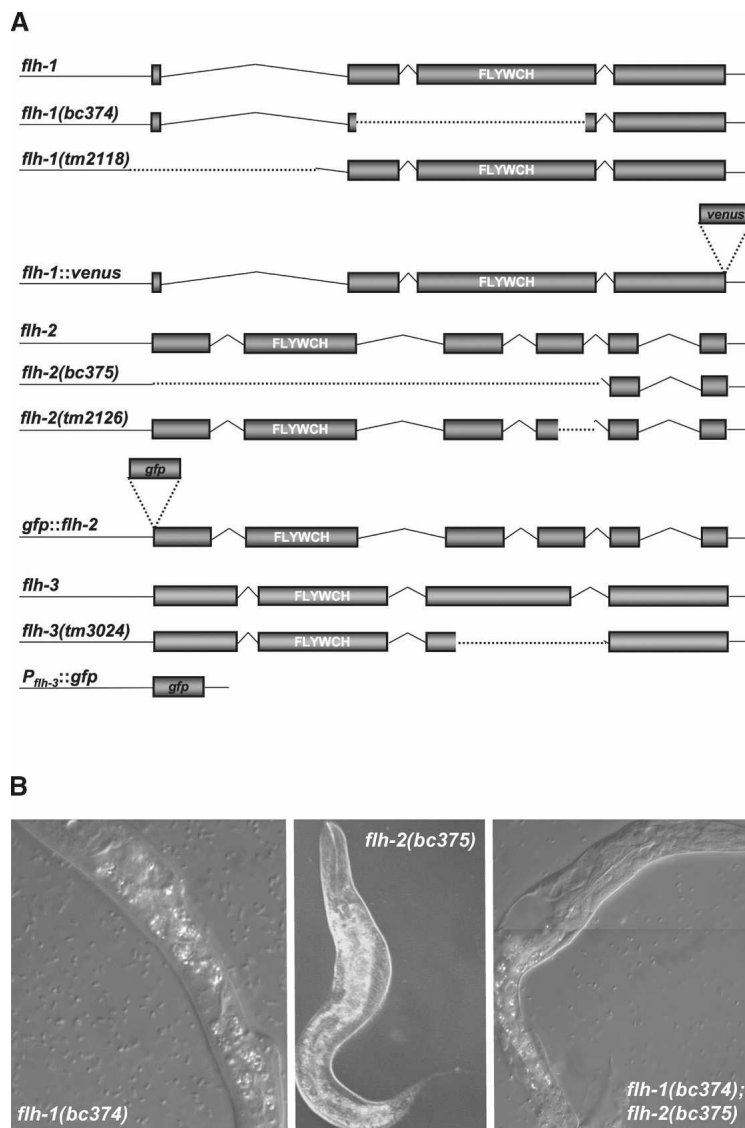 A
flh-1
FLYWCH
flh-1(bc374)
flh-1(tm2118)
FLYWCH
venus
flh-1::venus
FLYWCH
flh-2
FLYWCH
flh-2(bc375)
flh-2(tm2126)
FLYWCH
gfp
gfp::flh-2
FLYWCH
flh-3
FLYWCH
flh-3(tm3024)
FLYWCH
Pflh-3::gfp
gfp
B
flh-1(bc374)
flh-2(bc375)
flh-1(bc374);
flh-2(bc375)